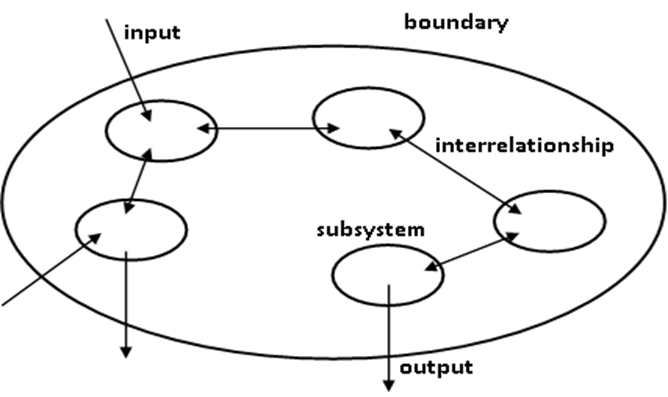 boundary
input
interrelationship
subsystem
output